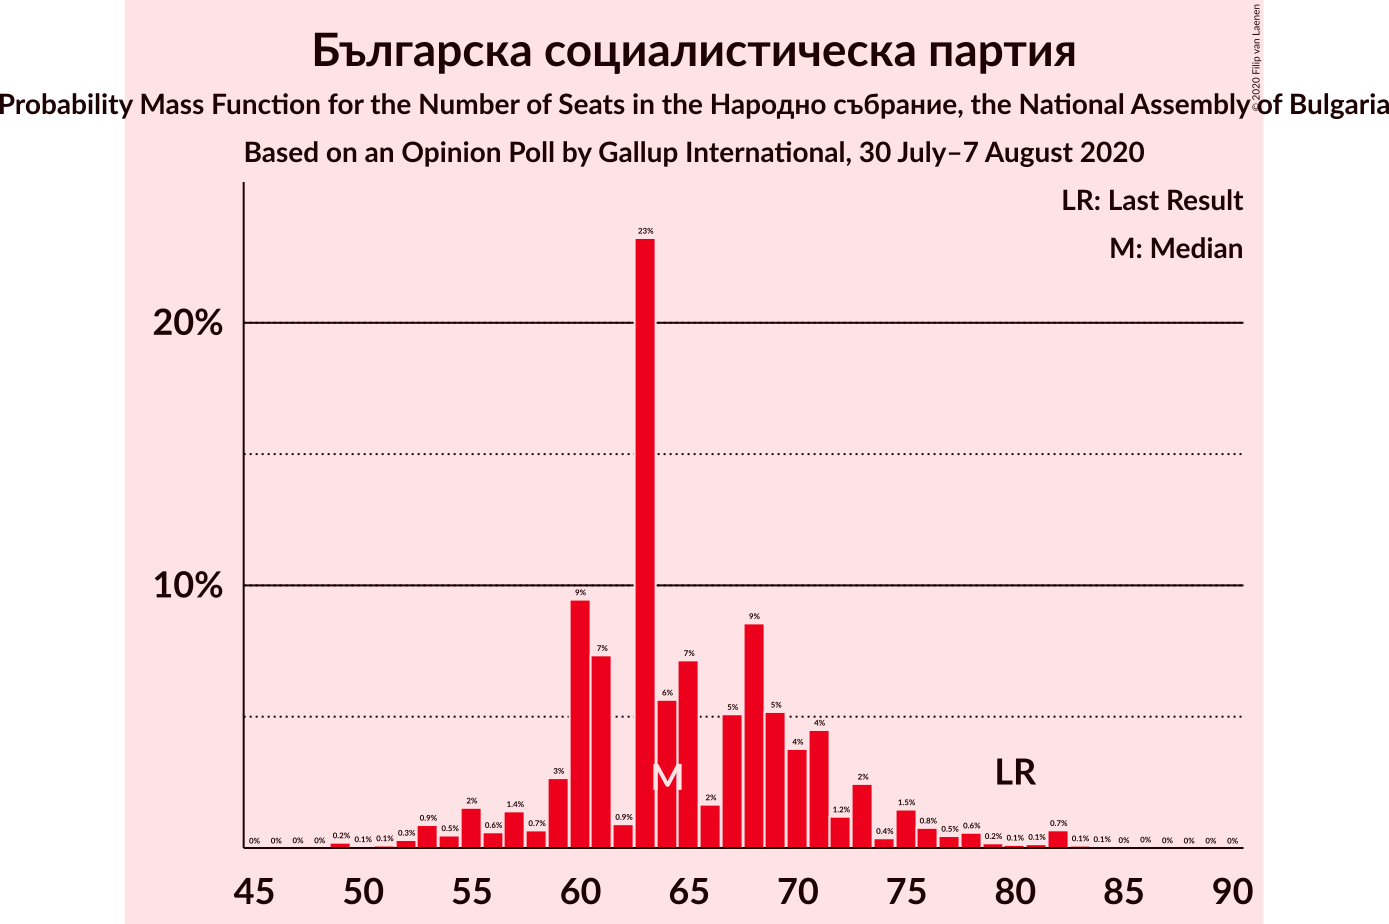 Българска социалистическа партия
Probability Mass Function for the Number of Seats in the Народно събрание, the National Assembly of Bulgaria
Based on an Opinion Poll by Gallup International, 30 July–7 August 2020
© 2020 Filip van Laenen
LR: Last Result
M: Median
20%
10%
0% 0% 0% 0% 0.2% 0.1% 0.1% 0.3% 0.9% 0.5% 2% 0.6% 1.4% 0.7% 3% 9% 7% 0.9% 23% 6% 7% 2% 5% 9% 5% 4% 4% 1.2% 2% 0.4% 1.5% 0.8% 0.5% 0.6% 0.2% 0.1% 0.1% 0.7% 0.1% 0.1% 0% 0% 0% 0% 0% 0%
M
LR
45 50 55 60 65 70 75 80 85 90